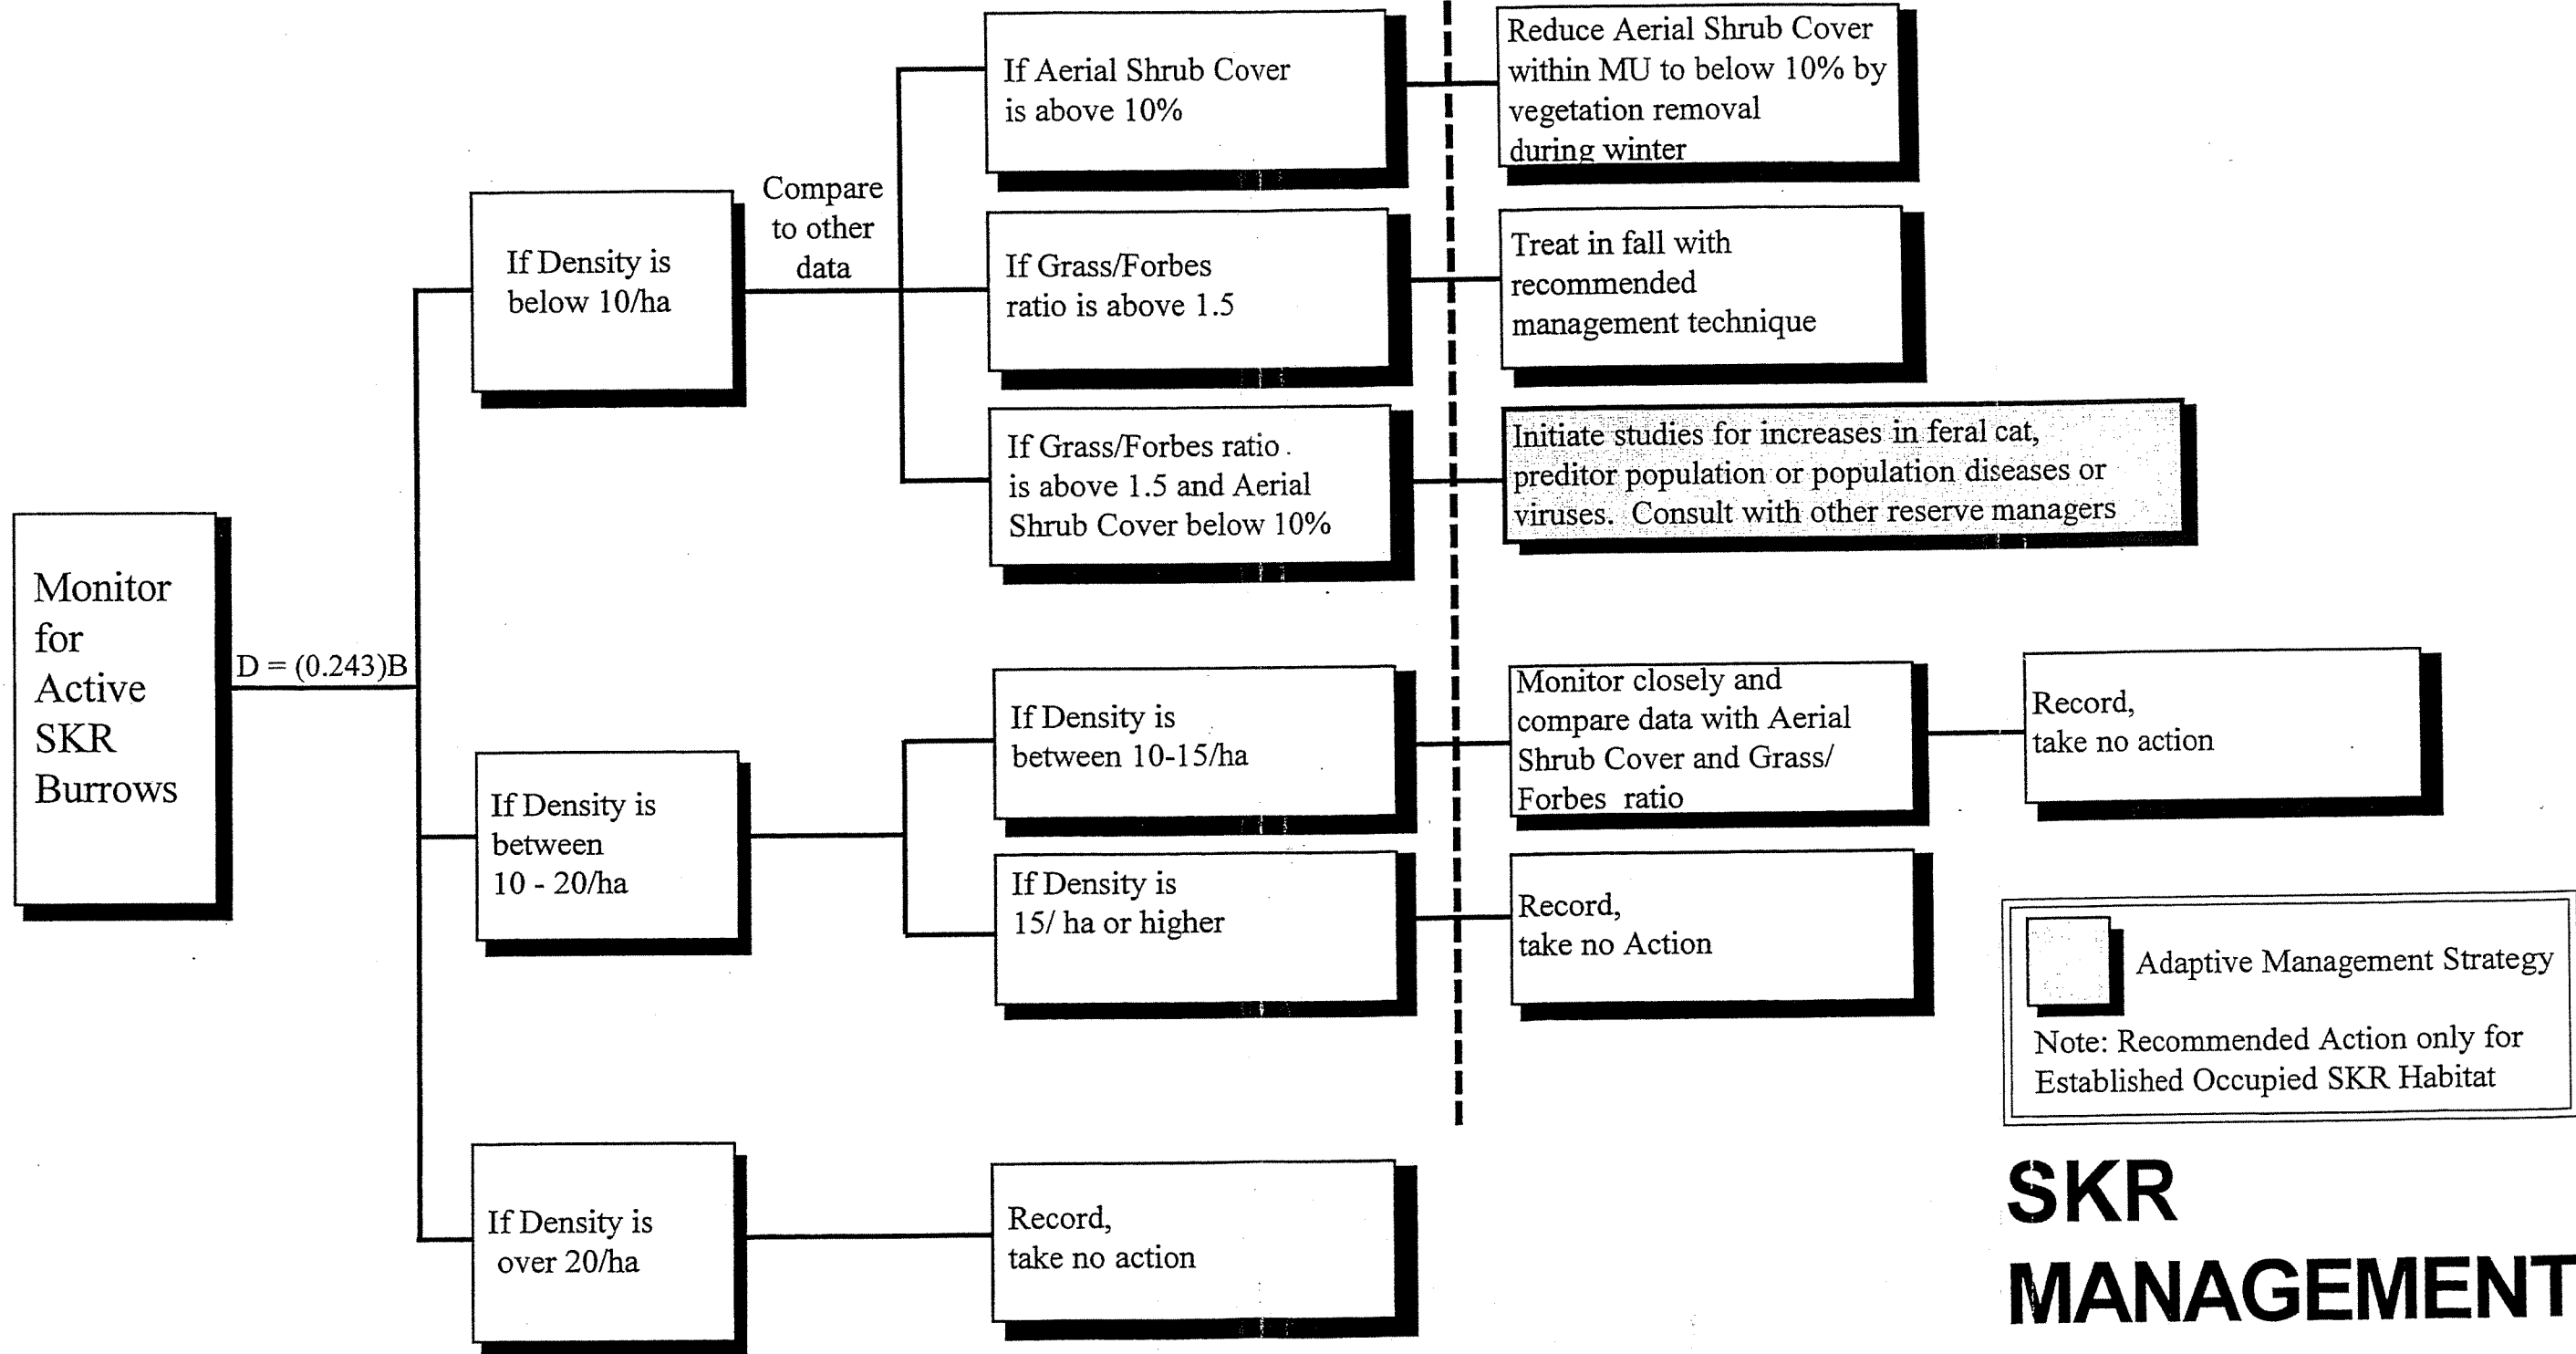 Monitor
for
Active
SKR
Burrows
D = (0.243)B
If Density is
below 10/ha
Compare
to other
data
If Aerial Shrub Cover
is above 10%
Reduce Aerial Shrub Cover
within MU to below 10% by
vegetation removal
during winter
If Grass/Forbes
ratio is above 1.5
Treat in fall with
recommended
management technique
If Grass/Forbes ratio
is above 1.5 and Aerial
Shrub Cover below 10%
Initiate studies for increases in feral cat,
preditor population or population diseases or
viruses. Consult with other reserve managers
If Density is
between
10 - 20/ha
If Density is
between 10-15/ha
Monitor closely and
compare data with Aerial
Shrub Cover and Grass/
Forbes ratio
Record,
take no action
If Density is
15/ ha or higher
Record,
take no Action
If Density is
over 20/ha
Record,
take no action
Adaptive Management Strategy
Note: Recommended Action only for
Established Occupied SKR Habitat
SKR
MANAGEMENT